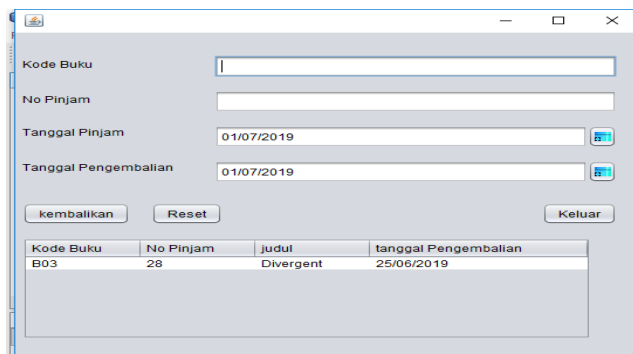 Kode Buku
No Pinjam
Tanggal Pinjam 01/07/2019
Tanggal Pengembalian 01/07/2019
kembalikan Reset Keluar
Kode Buku No Pinjam judul tanggal Pengembalian
B03 28 Divergent 25/06/2019